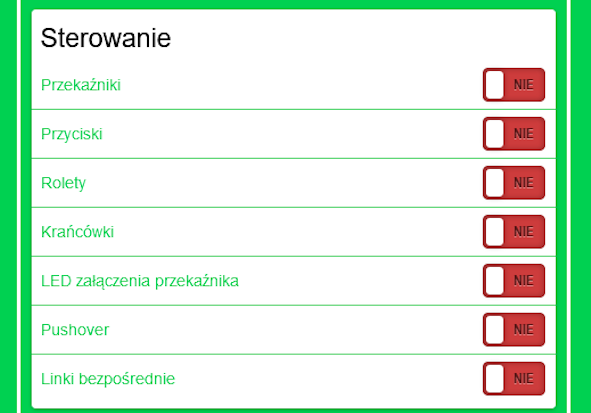 Sterowanie
Przekaźniki NIE
Przyciski NIE
Rolety NIE
Krańcówki NIE
LED załączenia przekaźnika NIE
Pushover NIE
Linki bezpośrednie NIE